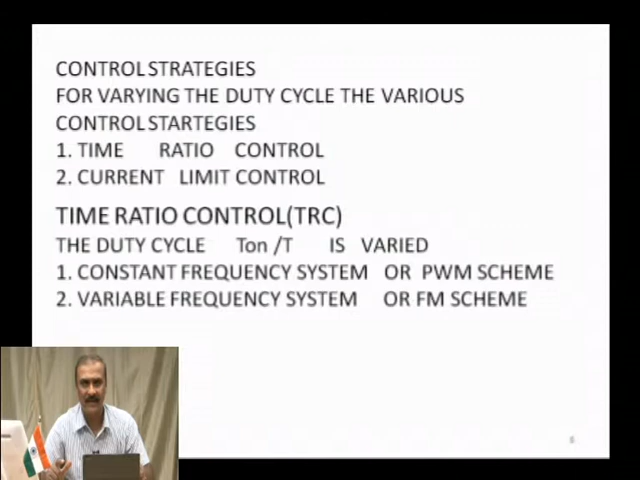 CONTROL STRATEGIES
FOR VARYING THE DUTY CYCLE THE VARIOUS
CONTROL STARTEGIES
1. TIME RATIO CONTROL
2. CURRENT LIMIT CONTROL
TIME RATIO CONTROL(TRC)
THE DUTY CYCLE Ton /T IS VARIED
1. CONSTANT FREQUENCY SYSTEM OR PWM SCHEME
2. VARIABLE FREQUENCY SYSTEM OR FM SCHEME
6